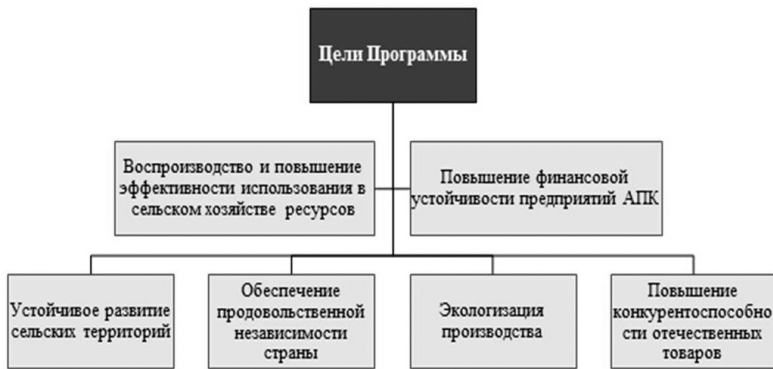 Цели Программы
Воспроизводство и повышение
эффективности использования в
сельском хозяйстве ресурсов
Повышение финансовой
устойчивости предприятий АПК
Устойчивое развитие
сельских территорий
Обеспечение
продовольственной
независимости
страны
Экологизация
производства
Повышение
конкурентоспособно
сти отечественных
товаров